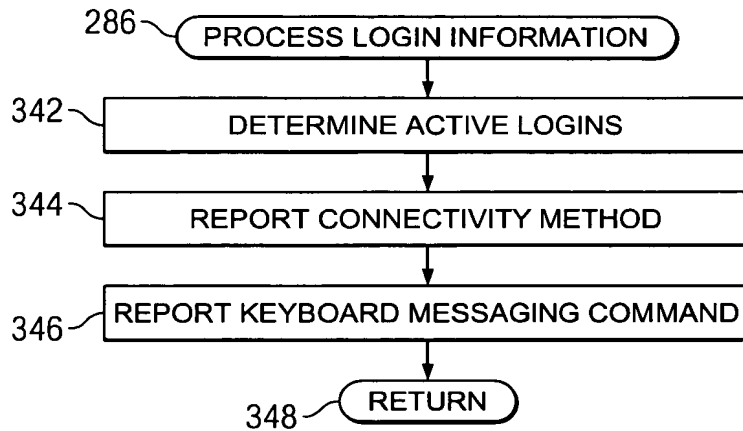 286 PROCESS LOGIN INFORMATION
342 DETERMINE ACTIVE LOGINS
344 REPORT CONNECTIVITY METHOD
346 REPORT KEYBOARD MESSAGING COMMAND
348 RETURN